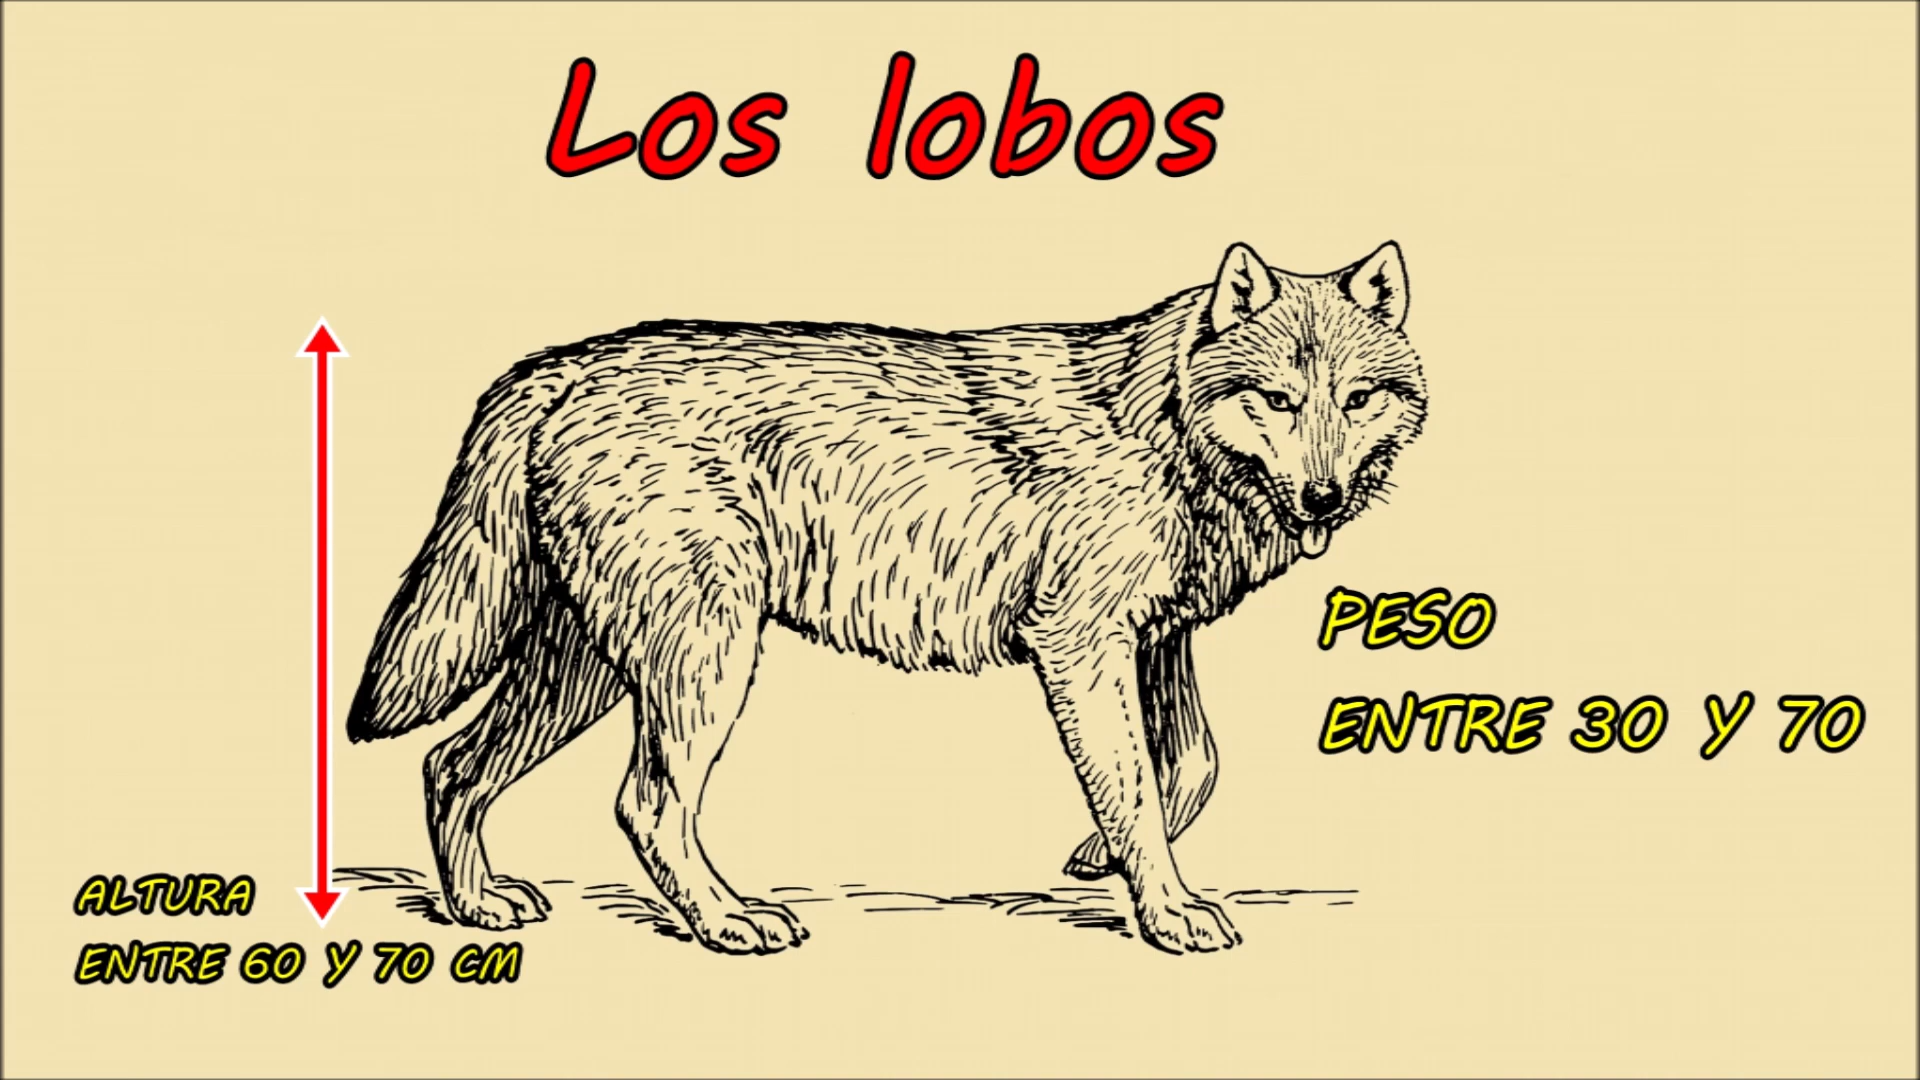 Los lobos
PESO
ENTRE 30 Y 70
ALTURA
ENTRE 60 Y 70 CM